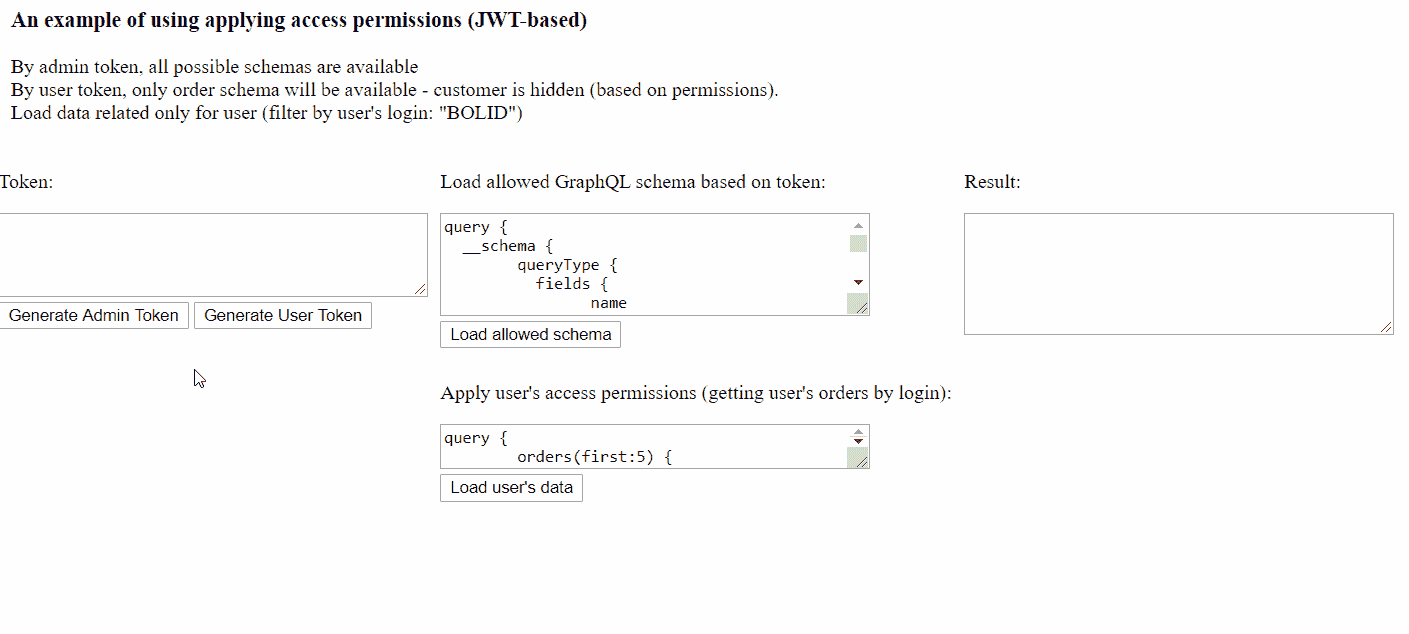 An example of using applying access permissions (JWT-based)
By admin token, all possible schemas are available
By user token, only order schema will be available - customer is hidden (based on permissions).
Load data related only for user (filter by user's login: "BOLID")
Token:
Generate Admin Token
Generate User Token
Load allowed GraphQL schema based on token:
query {
__schema {
queryType {
fields {
name
Load allowed schema
Apply user's access permissions (getting user's orders by login):
query {
orders(first:5) {
Load user's data
Result: